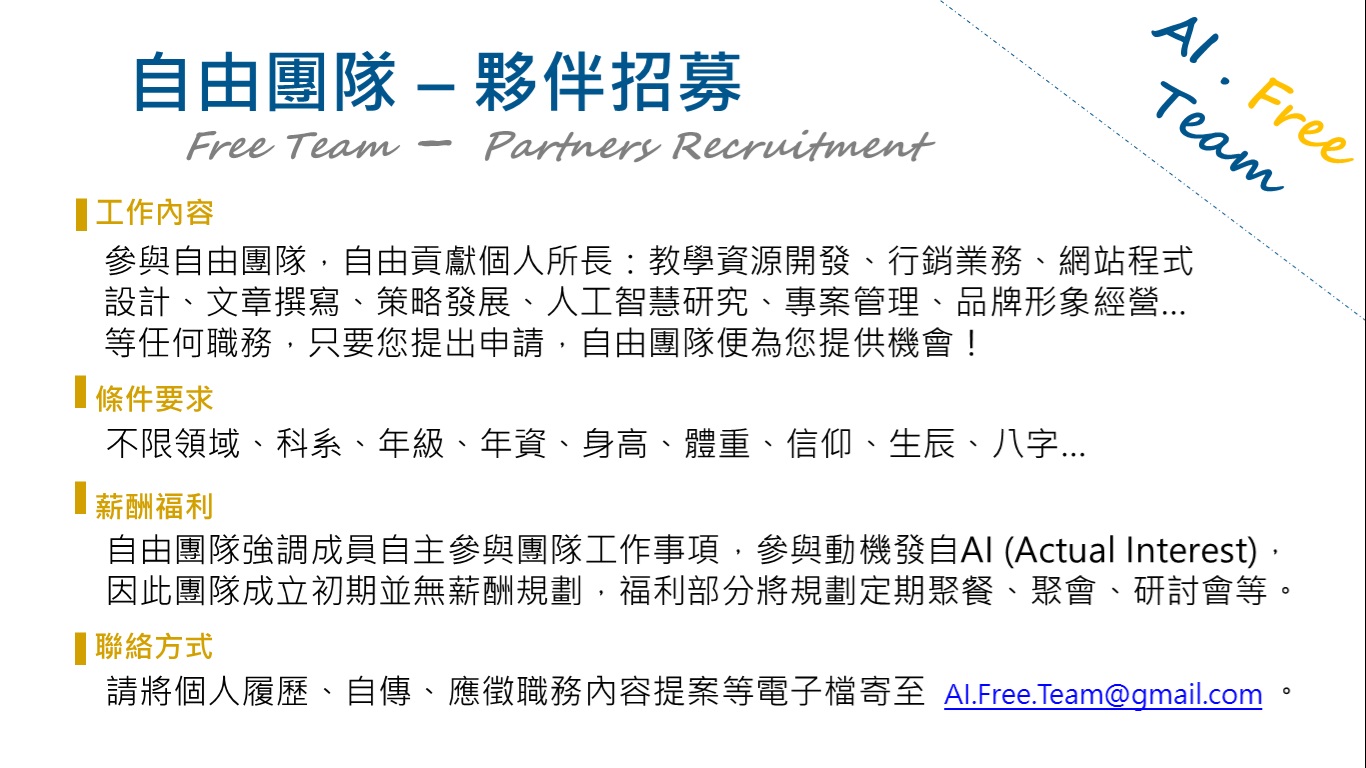 自由團隊 – 夥伴招募
Free Team – Partners Recruitment
AI．Free
Team
工作內容
參與自由團隊，自由貢獻個人所長：教學資源開發、行銷業務、網站程式
設計、文章撰寫、策略發展、人工智慧研究、專案管理、品牌形象經營...
等任何職務，只要您提出申請，自由團隊便為您提供機會！
條件要求
不限領域、科系、年級、年資、身高、體重、信仰、生辰、八字...
薪酬福利
自由團隊強調成員自主參與團隊工作事項，參與動機發自AI (Actual Interest)，
因此團隊成立初期並無薪酬規劃，福利部分將規劃定期聚餐、聚會、研討會等。
聯絡方式
請將個人履歷、自傳、應徵職務內容提案等電子檔寄至 AI.Free.Team@gmail.com 。